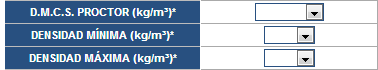 D.M.C.S. PROCTOR (kg/m³)*
DENSIDAD MÍNIMA (kg/m³)*
DENSIDAD MÁXIMA (kg/m³)*